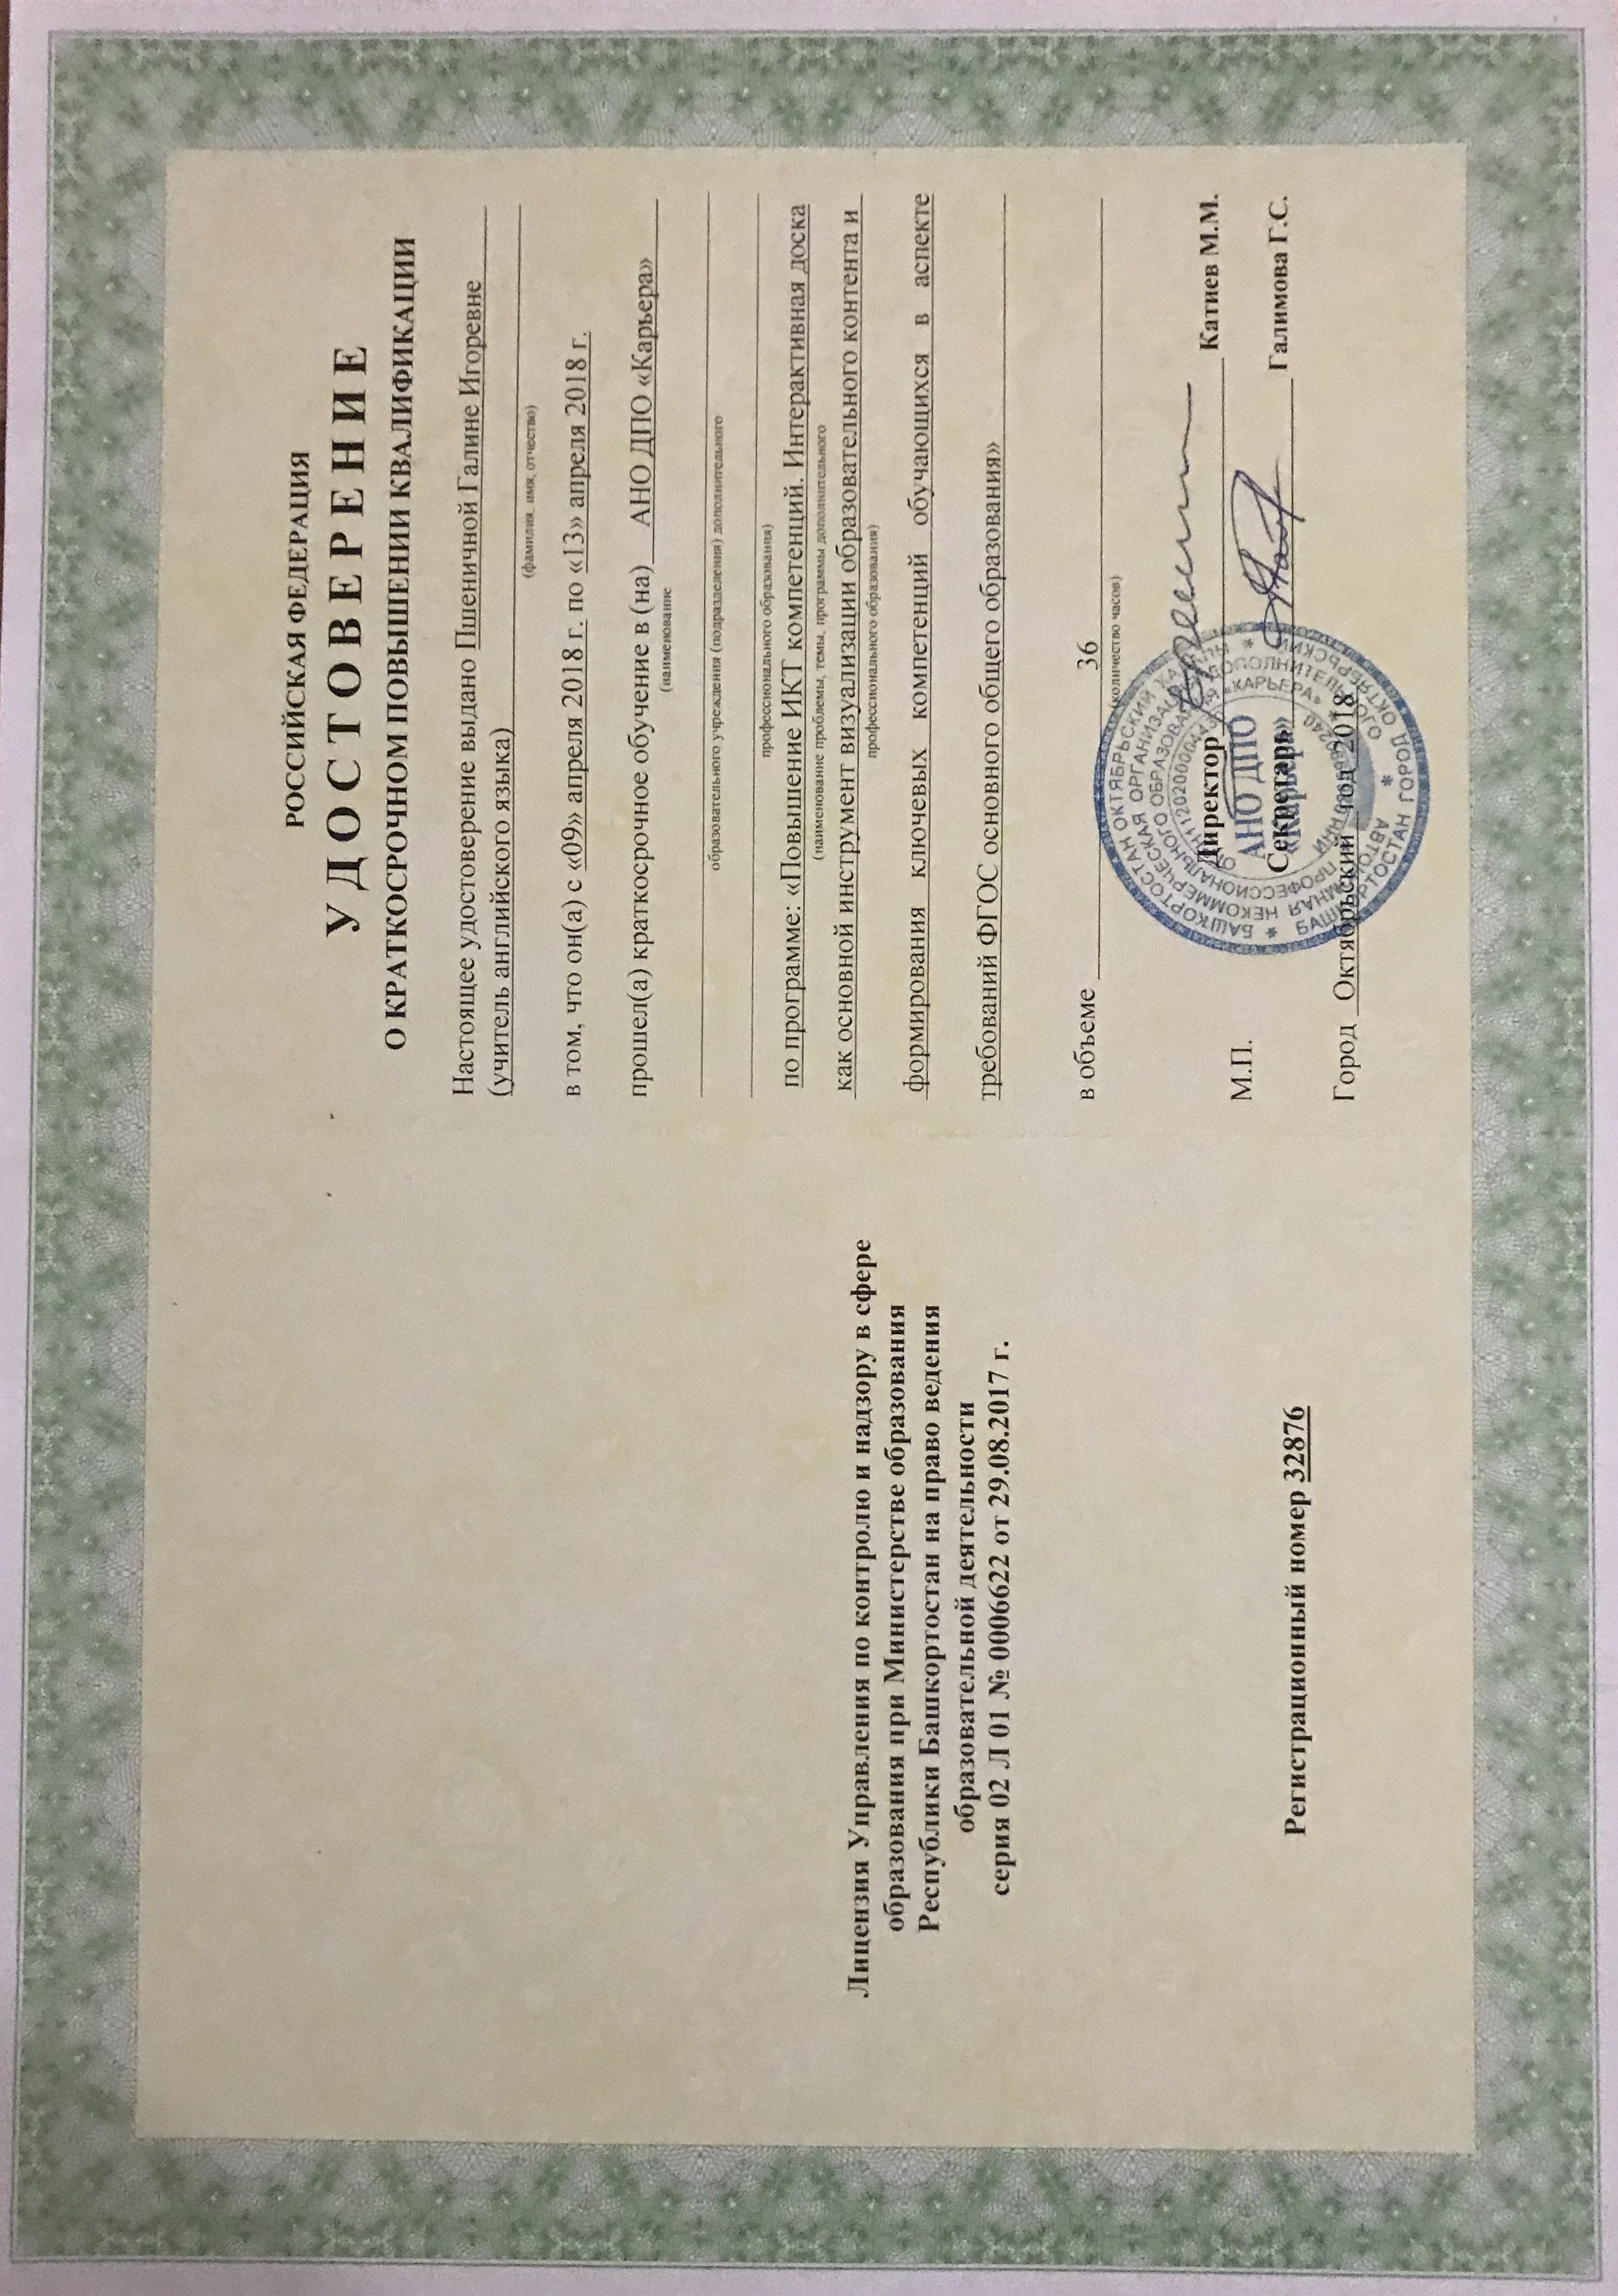 Лицензия Управления по контролю и надзору в сфере
образования при Министерстве образования
Республики Башкортостан на право ведения
образовательной деятельности
серия 02 Л 01 № 0006622 от 29.08.2017 г.
Регистрационный номер 32876
РОССИЙСКАЯ ФЕДЕРАЦИЯ
УДОСТОВЕРЕНИЕ
О КРАТКОСРОЧНОМ ПОВЫШЕНИИ КВАЛИФИКАЦИИ
Настоящее удостоверение выдано Пшеничной Галине Игоревне
(учитель английского языка)
(фамилия, имя, отчество)
в том, что он(а) с «09» апреля 2018 г. по «13» апреля 2018 г.
прошел(а) краткосрочное обучение в (на) АНО ДПО «Карьера»
(наименование
образовательного учреждения (подразделения) дополнительного
профессионального образования)
по программе: «Повышение ИКТ компетенций. Интерактивная доска
(наименование проблемы, темы, программы дополнительного
как основной инструмент визуализации образовательного контента и
профессионального образования)
формирования ключевых компетенций обучающихся в аспекте
требований ФГОС основного общего образования»
в объеме 36
(количество часов)
Директор Катиев М.М.
М.П.
АНО ДПО
«Карьера»
Секретарь Галимова Г.С.
Город Октябрьский год 2018